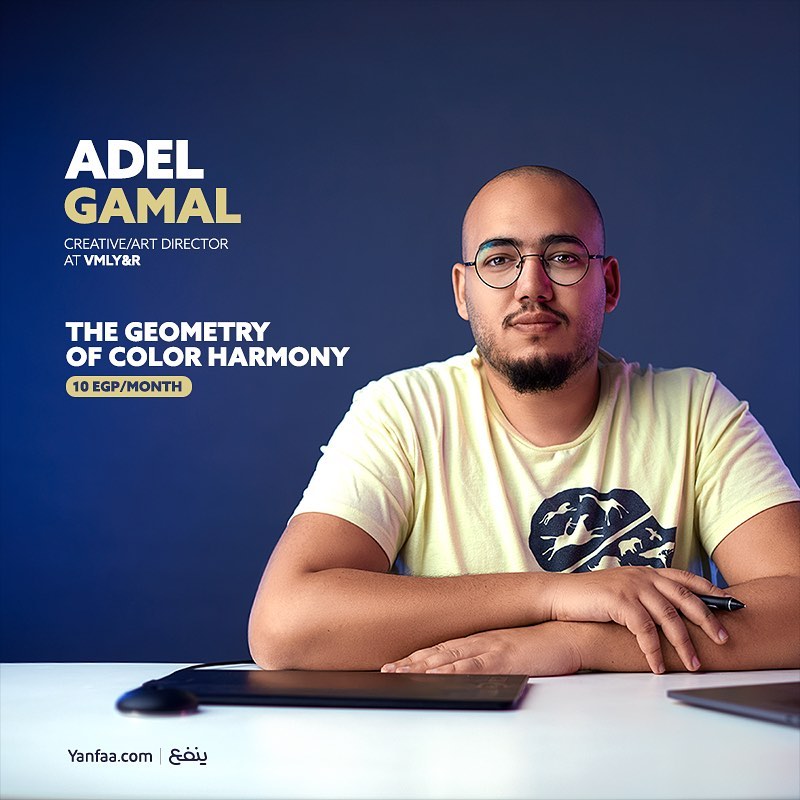 ADEL
GAMAL
CREATIVE/ART DIRECTOR
AT VMLY&R
THE GEOMETRY
OF COLOR HARMONY
10 EGP/MONTH
Yanfaa.com | ينفع